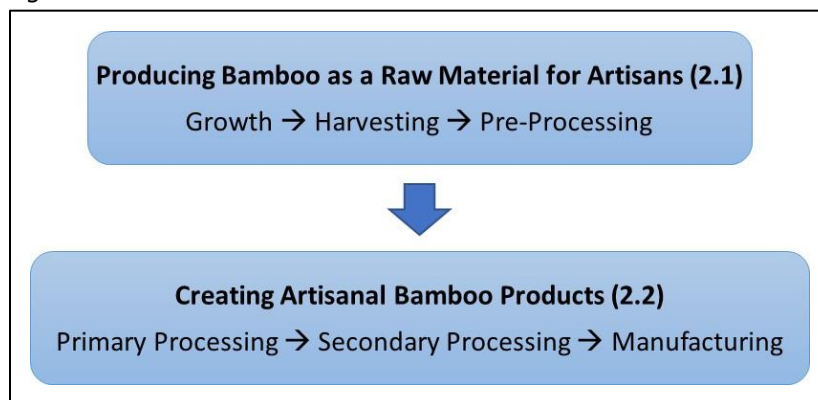 Producing Bamboo as a Raw Material for Artisans (2.1)
Growth → Harvesting → Pre-Processing
Creating Artisanal Bamboo Products (2.2)
Primary Processing → Secondary Processing → Manufacturing